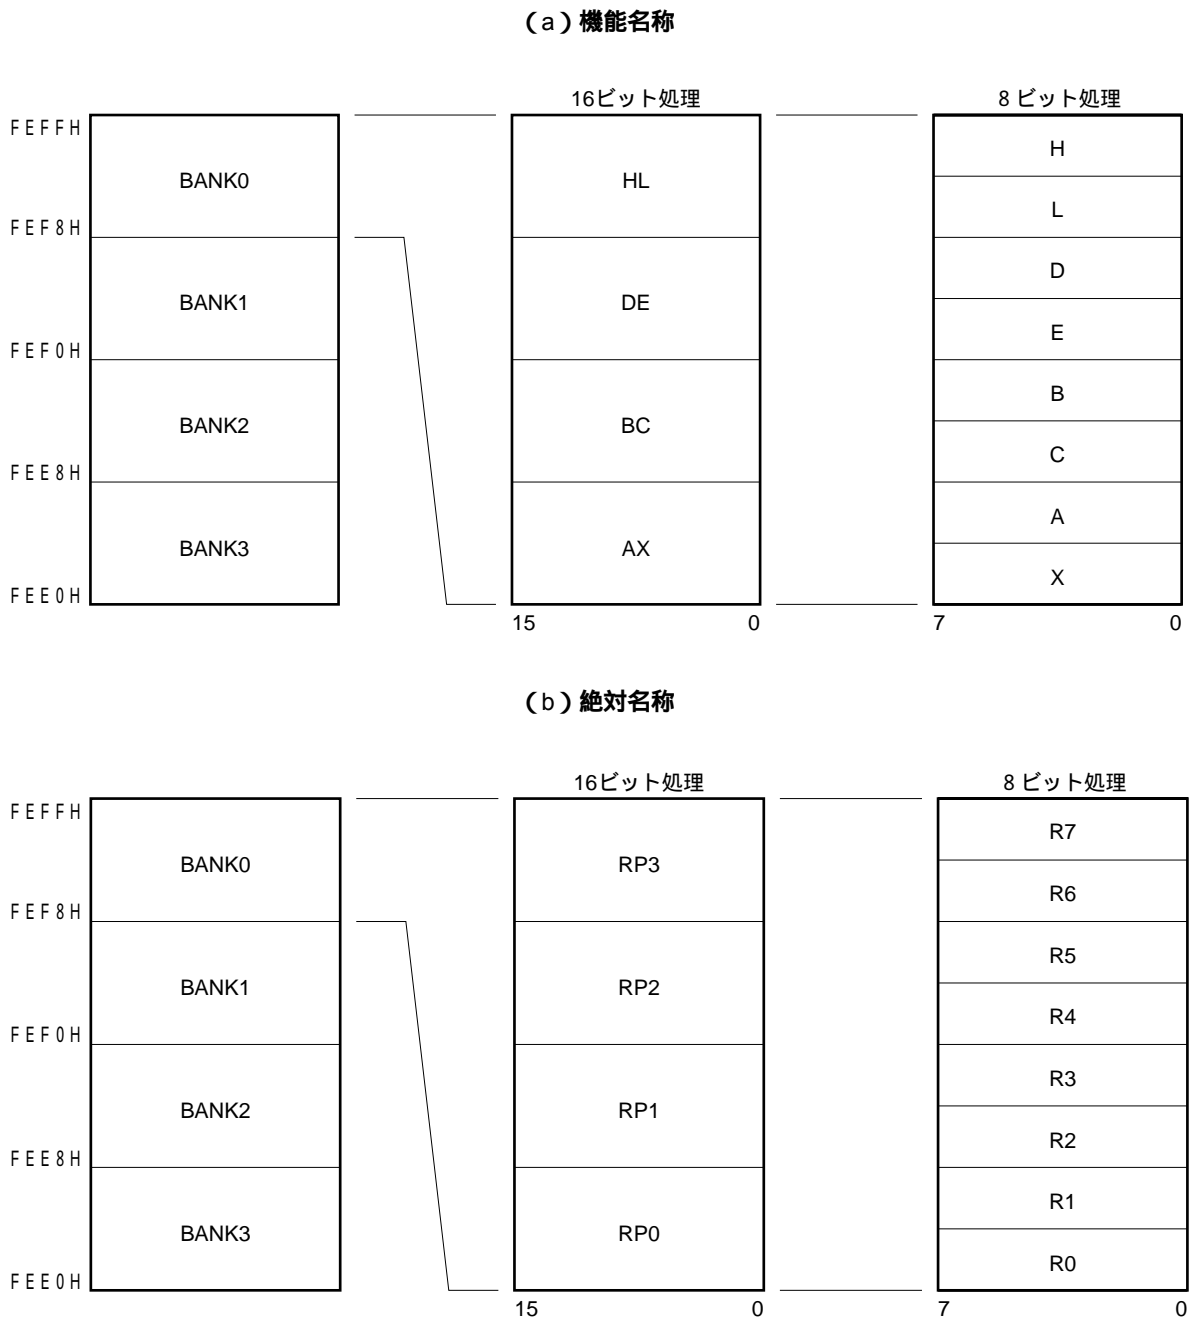 （a）機能名称
16ビット処理
8 ビット処理
FEFFH
BANK0
HL
H
L
FEF8H
BANK1
DE
D
E
FEF0H
BANK2
BC
B
C
FEE8H
BANK3
AX
A
X
FEE0H
15 0
7 0
（b）絶対名称
16ビット処理
8 ビット処理
FEFFH
BANK0
RP3
R7
R6
FEF8H
BANK1
RP2
R5
R4
FEF0H
BANK2
RP1
R3
R2
FEE8H
BANK3
RP0
R1
R0
FEE0H
15 0
7 0